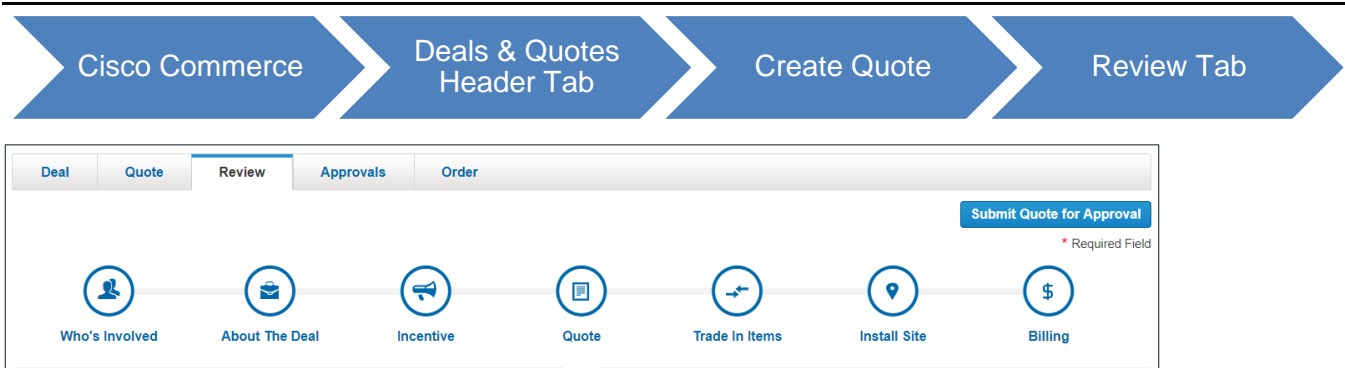 Cisco Commerce
Deals & Quotes
Header Tab
Create Quote
Review Tab
Deal Quote Review Approvals Order
Submit Quote for Approval
* Required Field
$
Who's Involved About The Deal Incentive Quote Trade In Items Install Site Billing